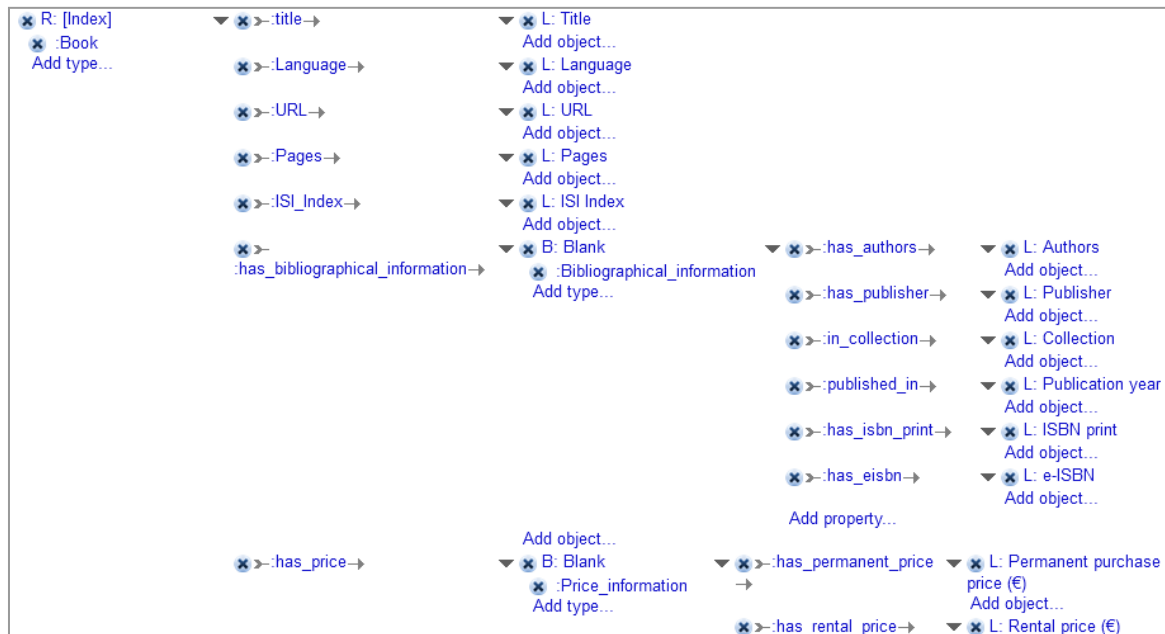 R: [Index]
:title
L: Title
:Book
Add object...
Add type...
:Language
L: Language
Add object...
:URL
L: URL
Add object...
:Pages
L: Pages
Add object...
:ISI_Index
L: ISI Index
Add object...
:has_bibliographical_information
B: Blank
:Bibliographical_information
Add type...
:has_authors
L: Authors
Add object...
:has_publisher
L: Publisher
Add object...
:in_collection
L: Collection
Add object...
:published_in
L: Publication year
Add object...
:has_isbn_print
L: ISBN print
Add object...
:has_eisbn
L: e-ISBN
Add object...
Add property...
Add object...
:has_price
B: Blank
:Price_information
Add type...
:has_permanent_price
L: Permanent purchase
price (€)
Add object...
:has_rental_price
L: Rental price (€)